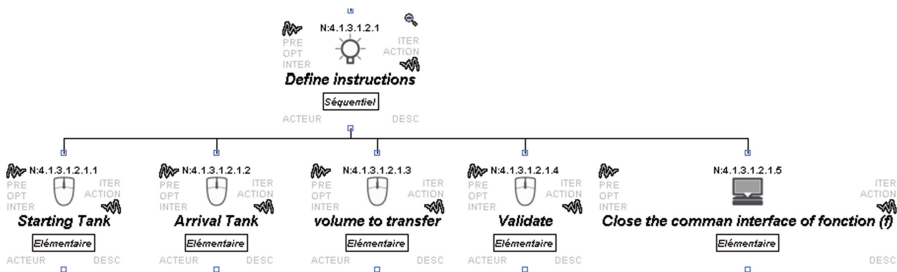 N:4.1.3.1.2.1
PRE ITER
OPT ACTION
INTER
Define instructions
Séquentiel
ACTEUR DESC
N:4.1.3.1.2.1.1
PRE ITER
OPT ACTION
INTER
Starting Tank
Elémentaire
ACTEUR DESC
N:4.1.3.1.2.1.2
PRE ITER
OPT ACTION
INTER
Arrival Tank
Elémentaire
ACTEUR DESC
N:4.1.3.1.2.1.3
PRE ITER
OPT ACTION
INTER
volume to transfer
Elémentaire
ACTEUR DESC
N:4.1.3.1.2.1.4
PRE ITER
OPT ACTION
INTER
Validate
Elémentaire
ACTEUR DESC
N:4.1.3.1.2.1.5
PRE ITER
OPT ACTION
INTER
Close the comman interface of fonction (f)
Elémentaire
DESC